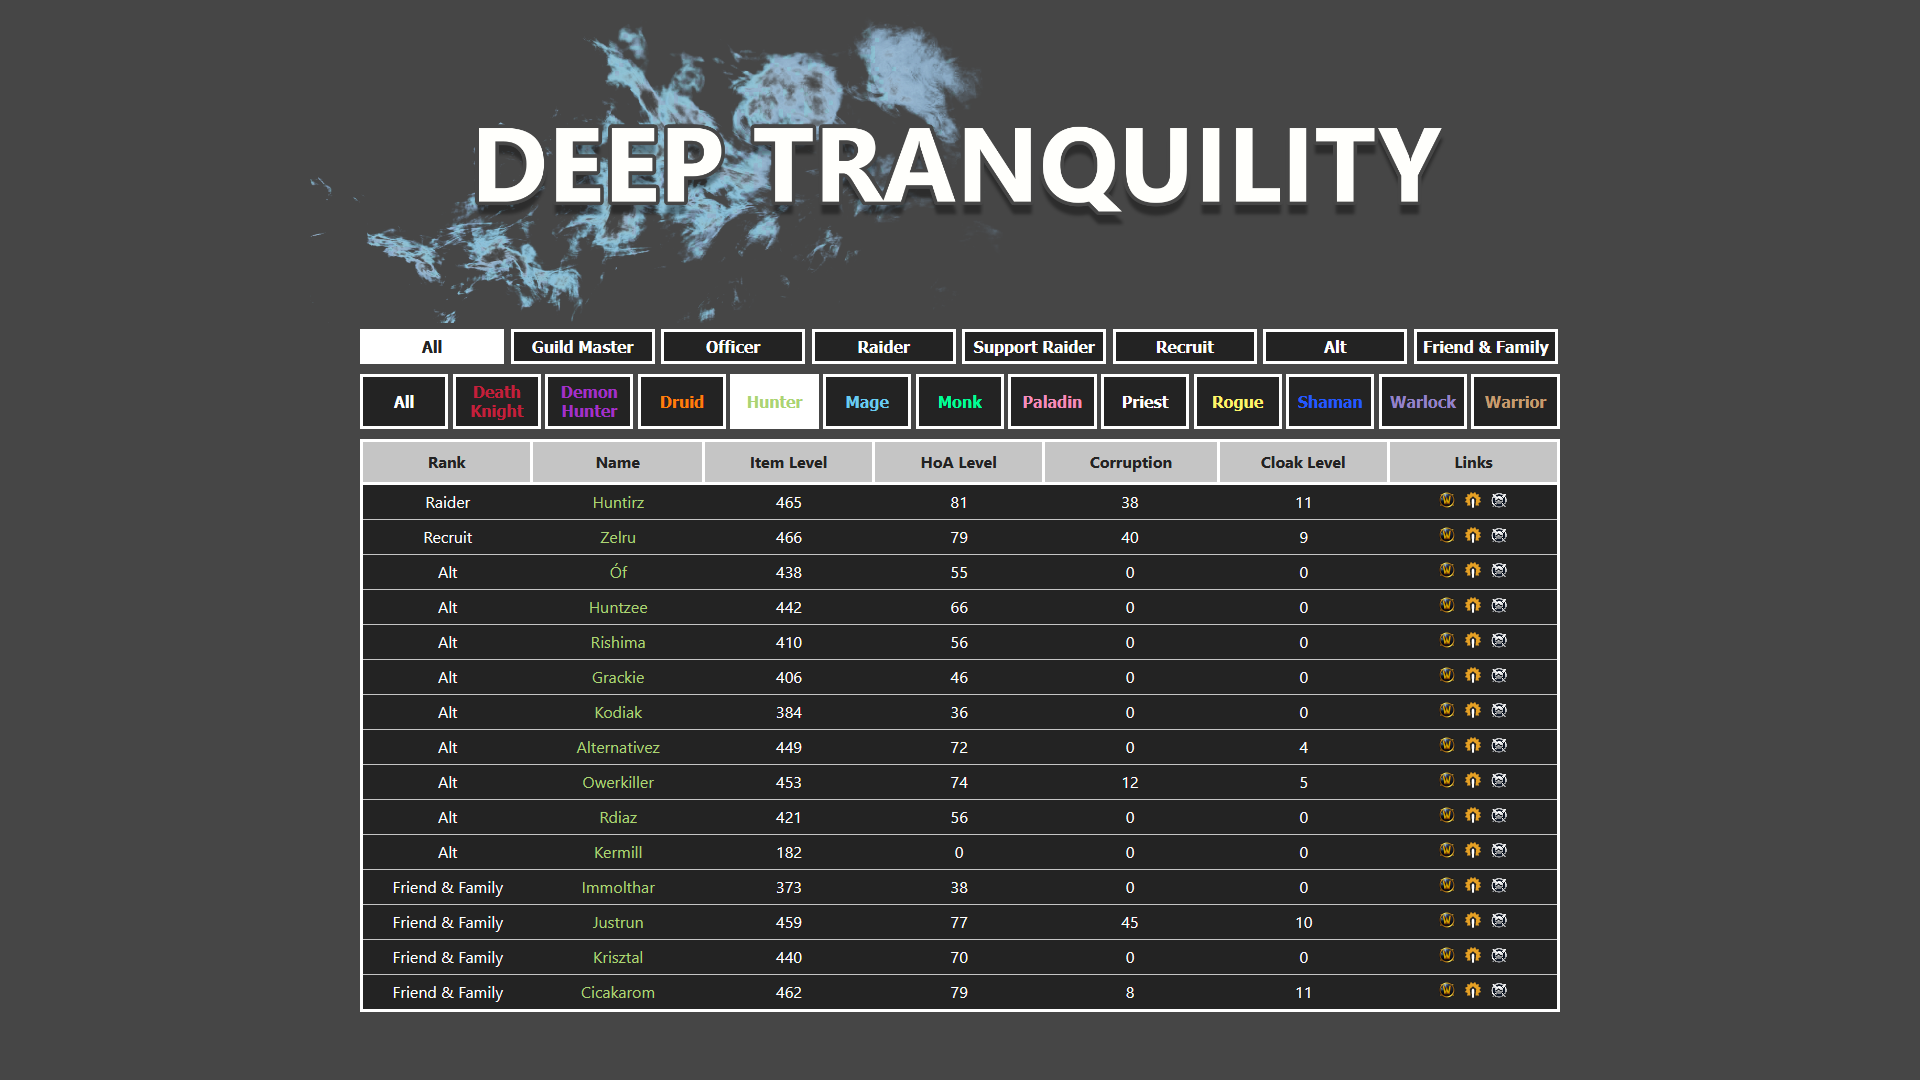 DEEP TRANQUILITY
All Guild Master Officer Raider Support Raider Recruit Alt Friend & Family
All Death Knight Demon Hunter Druid Hunter Mage Monk Paladin Priest Rogue Shaman Warlock Warrior
Rank Name Item Level HoA Level Corruption Cloak Level Links
Raider Huntirz 465 81 38 11
Recruit Zelru 466 79 40 9
Alt Óf 438 55 0 0
Alt Huntzee 442 66 0 0
Alt Rishima 410 56 0 0
Alt Grackie 406 46 0 0
Alt Kodiak 384 36 0 0
Alt Alternativez 449 72 0 4
Alt Owerkiller 453 74 12 5
Alt Rdiaz 421 56 0 0
Alt Kermill 182 0 0 0
Friend & Family Immolthar 373 38 0 0
Friend & Family Justrun 459 77 45 10
Friend & Family Krisztal 440 70 0 0
Friend & Family Cicakarom 462 79 8 11